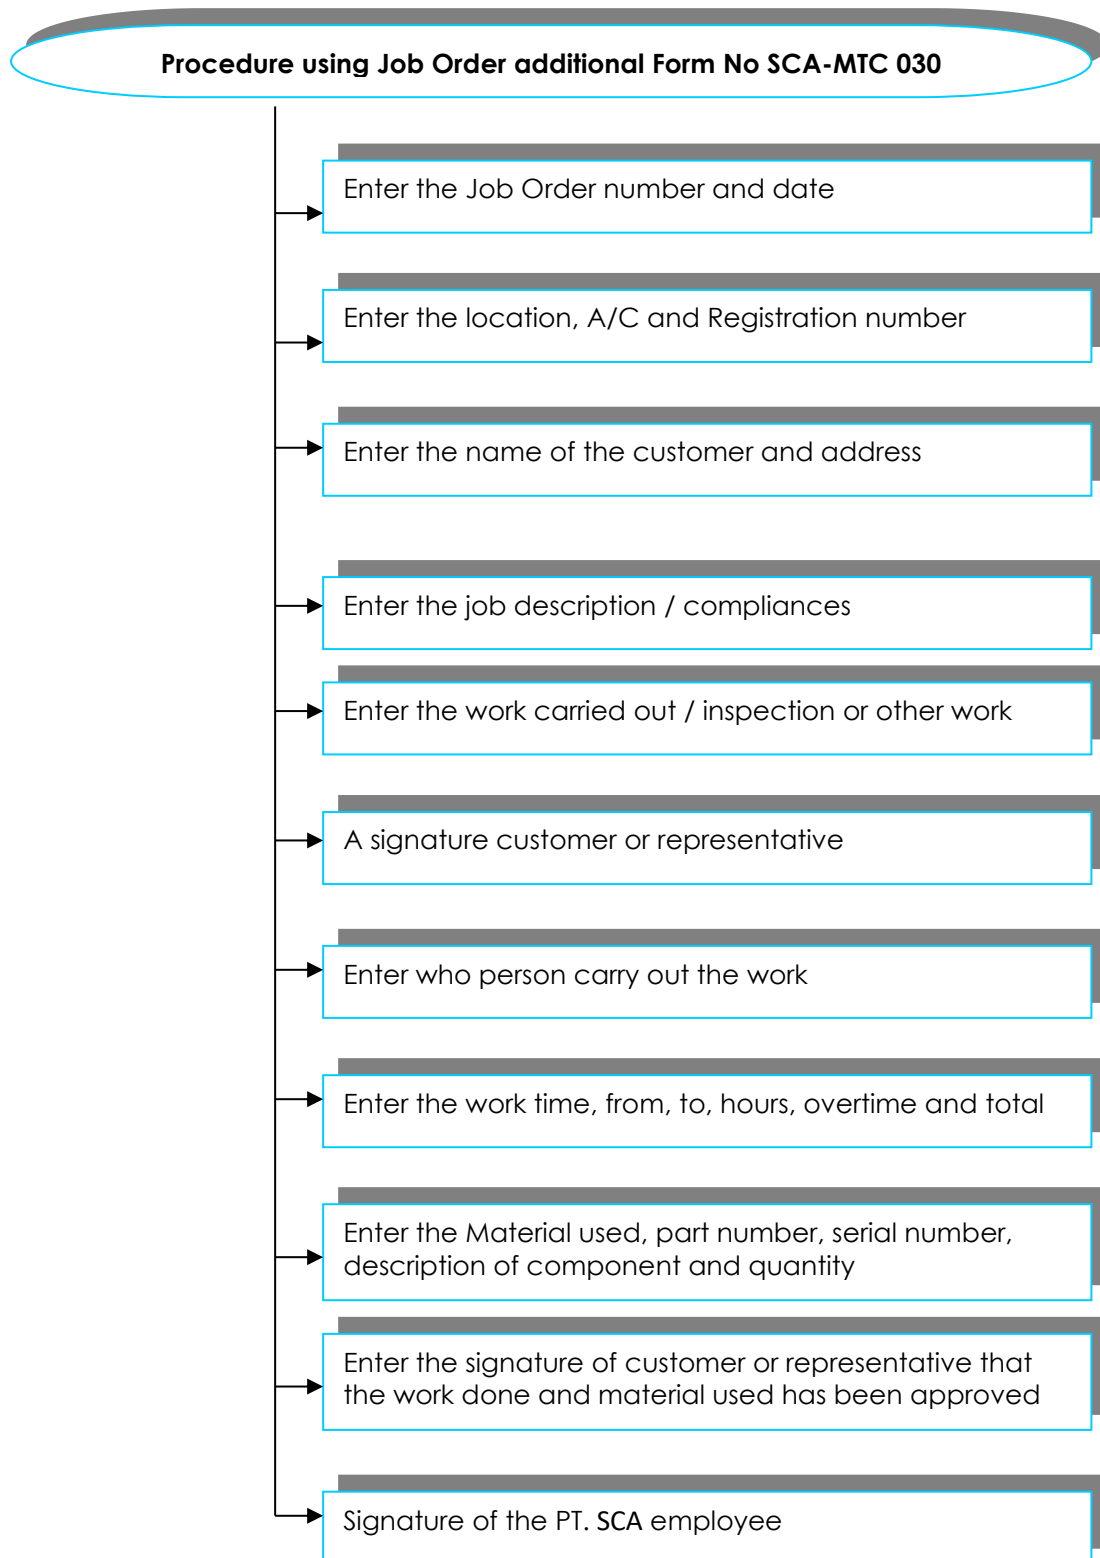 Procedure using Job Order additional Form No SCA-MTC 030
Enter the Job Order number and date
Enter the location, A/C and Registration number
Enter the name of the customer and address
Enter the job description / compliances
Enter the work carried out / inspection or other work
A signature customer or representative
Enter who person carry out the work
Enter the work time, from, to, hours, overtime and total
Enter the Material used, part number, serial number,
description of component and quantity
Enter the signature of customer or representative that
the work done and material used has been approved
Signature of the PT. SCA employee